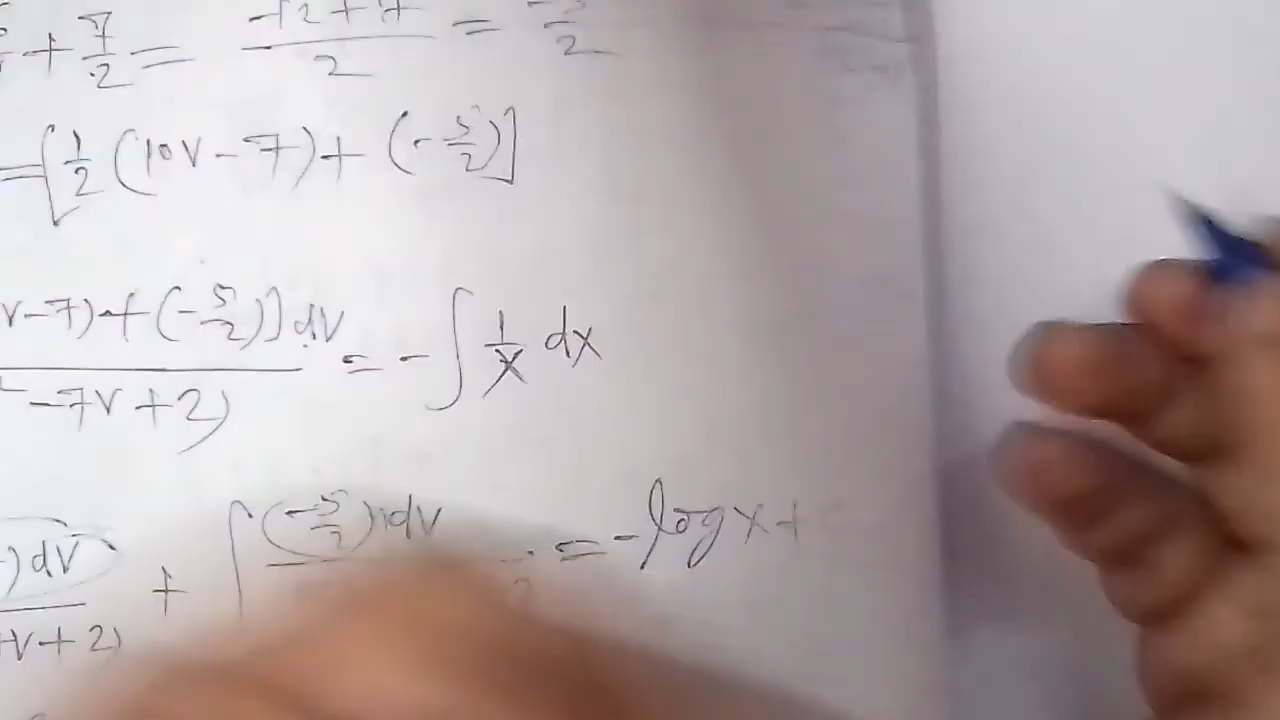 + 7/2 = (-12+7)/2 = -5/2
= [1/2 (10v - 7) + (-5/2)]
v-7) + (-5/2)] dv / -7v + 2) = - ∫ 1/x dx
) dv / v + 2) + ∫ (-5/2) dv = - log x +